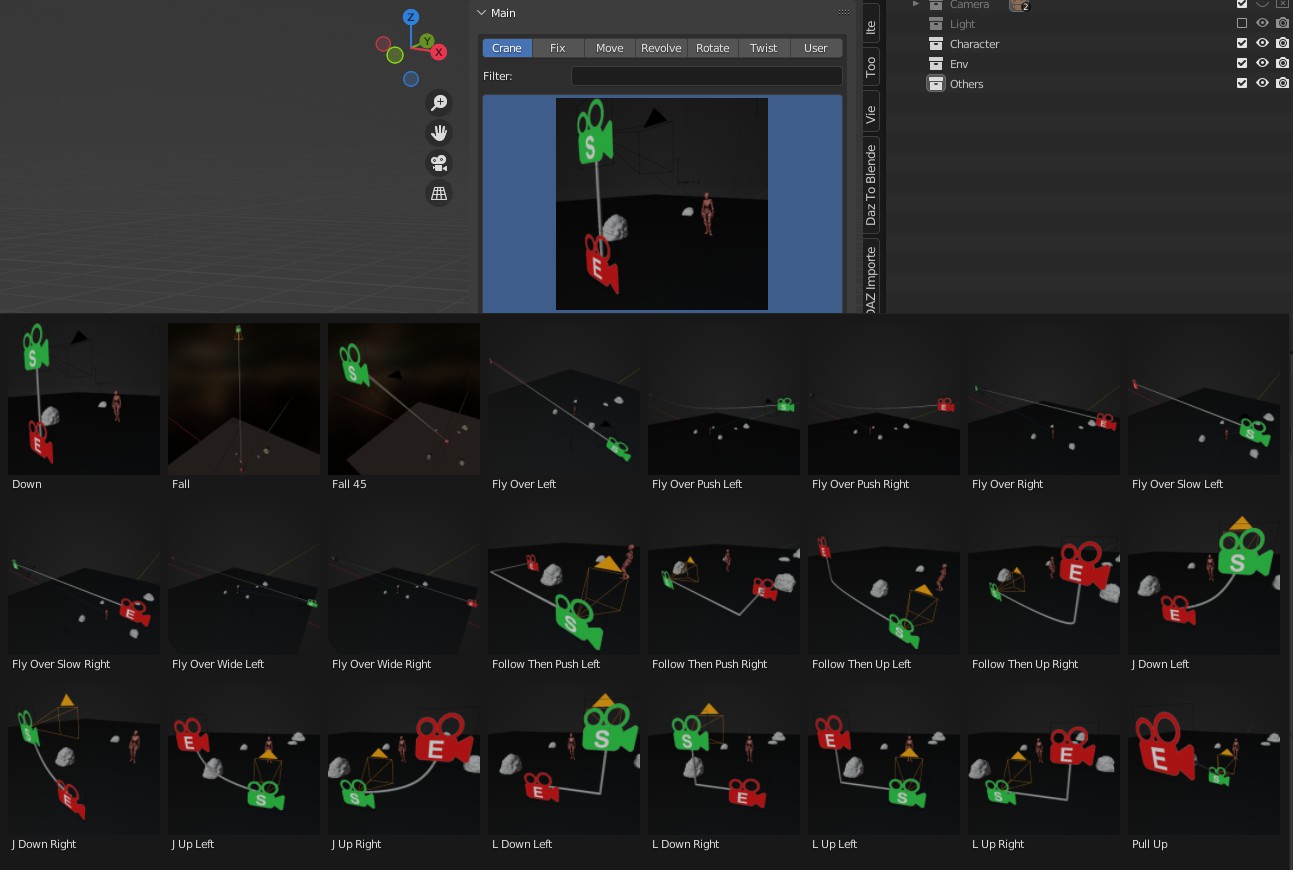 Main
Crane Fix Move Revolve Rotate Twist User
Filter:
Z
Y
X
Ite
Too
Vie
Daz To Blende
DAZ Importe
Camera 2
Light
Character
Env
Others
S
E
S
E
S
S
E
S
E
S
E
S
E
S
Down Fall Fall 45 Fly Over Left Fly Over Push Left Fly Over Push Right Fly Over Right Fly Over Slow Left
E
S
E
S
E
S
E
S
E
Fly Over Slow Right Fly Over Wide Left Fly Over Wide Right Follow Then Push Left Follow Then Push Right Follow Then Up Left Follow Then Up Right J Down Left
S
E
E
S
E
S
S
E
S
E
E
S
E
S
E
S
J Down Right J Up Left J Up Right L Down Left L Down Right L Up Left L Up Right Pull Up